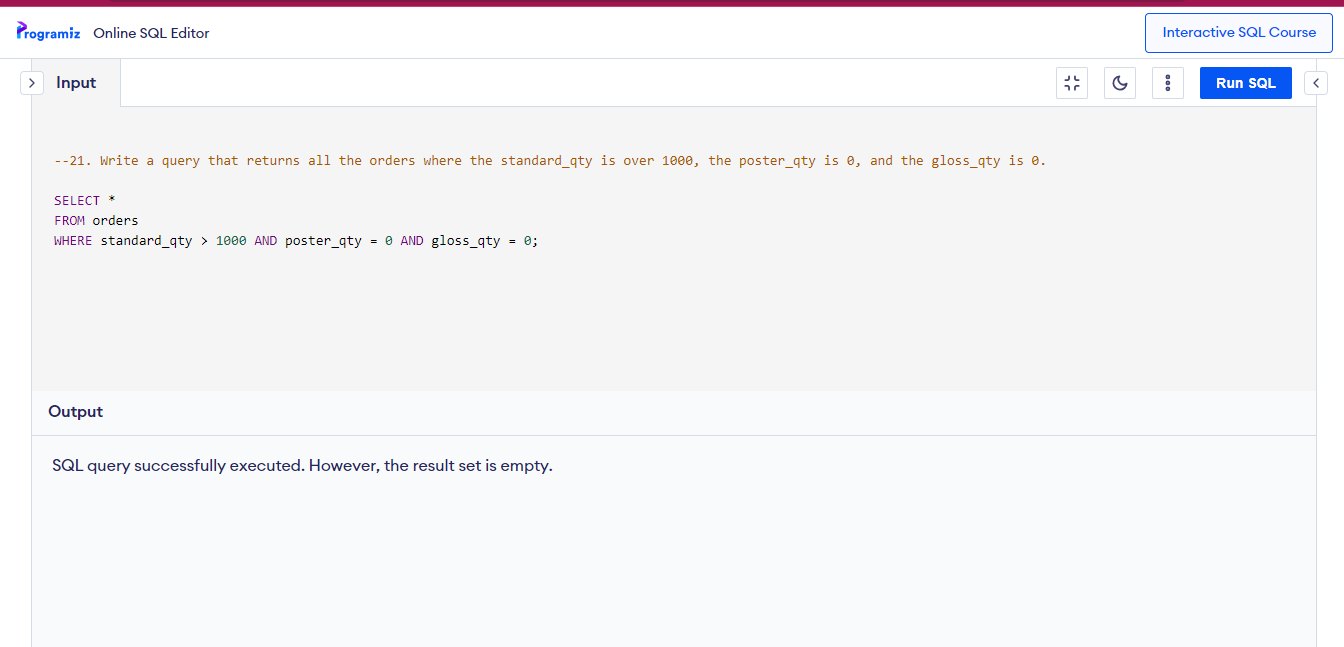 Programiz Online SQL Editor
Interactive SQL Course
Input
Run SQL
--21. Write a query that returns all the orders where the standard_qty is over 1000, the poster_qty is 0, and the gloss_qty is 0.
SELECT *
FROM orders
WHERE standard_qty > 1000 AND poster_qty = 0 AND gloss_qty = 0;
Output
SQL query successfully executed. However, the result set is empty.